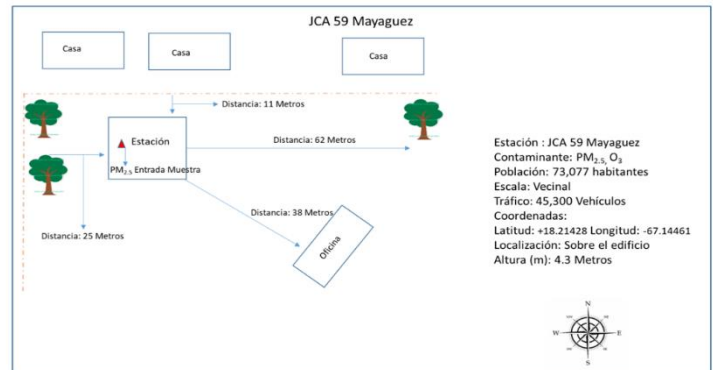 JCA 59 Mayaguez
Casa
Casa
Casa
Distancia: 11 Metros
Estación
Distancia: 62 Metros
PM2.5 Entrada Muestra
Distancia: 38 Metros
Distancia: 25 Metros
Oficina
Estación : JCA 59 Mayaguez
Contaminante: PM2.5, O3
Población: 73,077 habitantes
Escala: Vecinal
Tráfico: 45,300 Vehículos
Coordenadas:
Latitud: +18.21428 Longitud: -67.14461
Localización: Sobre el edificio
Altura (m): 4.3 Metros
N
W
E
S